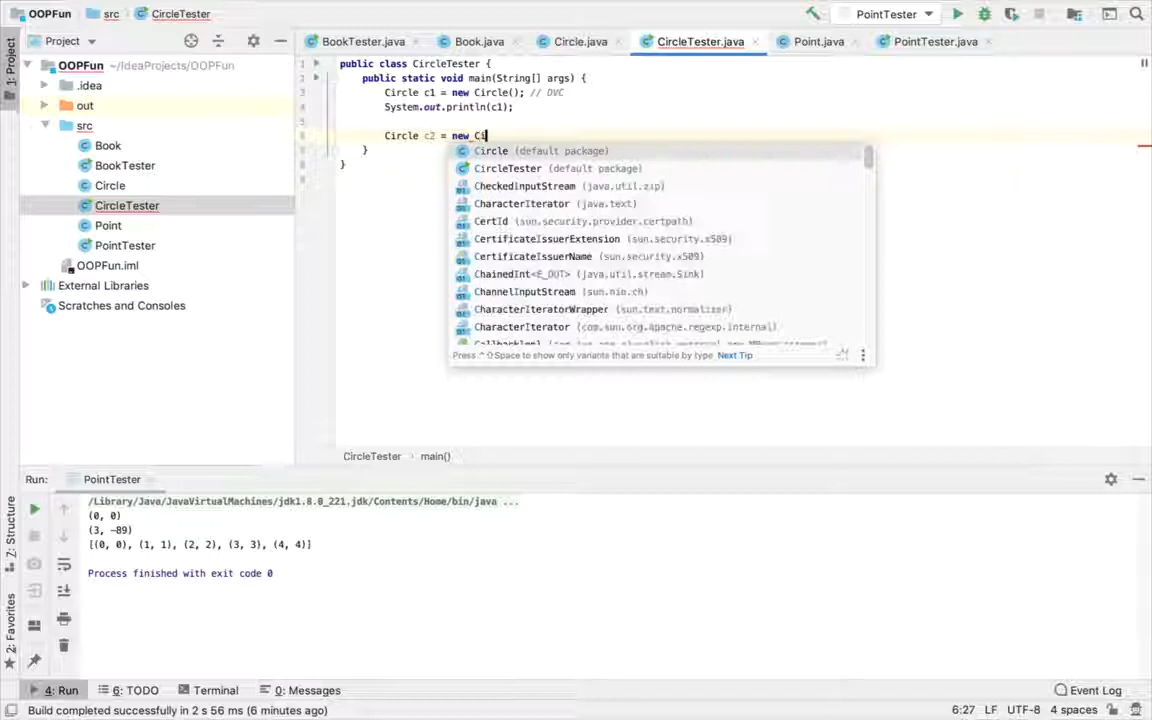 OOPFun src CircleTester PointTester
1: Project
Project
BookTester.java Book.java Circle.java CircleTester.java Point.java PointTester.java
OOPFun ~/IdeaProjects/OOPFun
.idea
out
src
Book
BookTester
Circle
CircleTester
Point
PointTester
OOPFun.iml
External Libraries
Scratches and Consoles
public class CircleTester {
public static void main(String[] args) {
Circle c1 = new Circle(); // DVC
System.out.println(c1);
Circle c2 = new Ci
}
}
Circle (default package)
CircleTester (default package)
CheckedInputStream (java.util.zip)
CharacterIterator (java.text)
CertId (sun.security.provider.certpath)
CertificateIssuerExtension (sun.security.x509)
CertificateIssuerName (sun.security.x509)
ChainedInt<E_OUT> (java.util.stream.Sink)
ChannelInputStream (sun.nio.ch)
CharacterIteratorWrapper (sun.text.normalizer)
CharacterIterator (com.sun.org.apache.regexp.internal)
Press ^⇧Space to show only variants that are suitable by type Next Tip
CircleTester › main()
Run: PointTester
/Library/Java/JavaVirtualMachines/jdk1.8.0_221.jdk/Contents/Home/bin/java ...
(0, 0)
(3, -89)
[(0, 0), (1, 1), (2, 2), (3, 3), (4, 4)]
Process finished with exit code 0
Z: Structure
2: Favorites
4: Run 6: TODO Terminal 0: Messages Event Log
Build completed successfully in 2 s 56 ms (6 minutes ago) 6:27 LF UTF-8 4 spaces